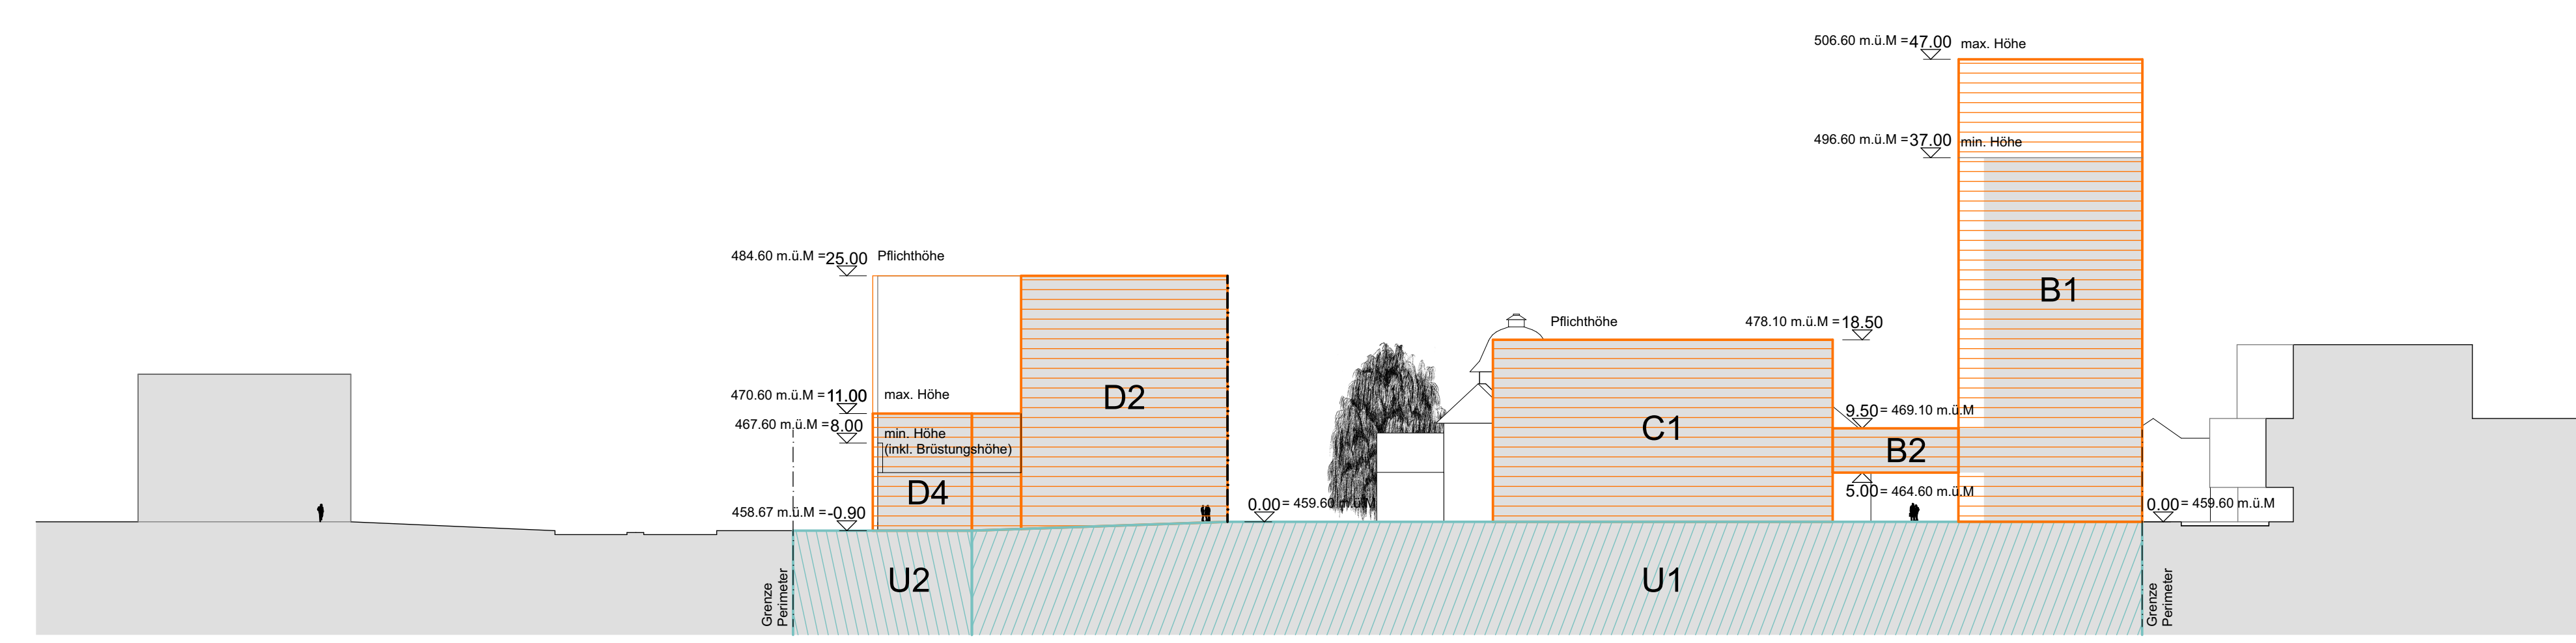 506.60 m.ü.M = 47.00 max. Höhe
496.60 m.ü.M = 37.00 min. Höhe
B1
484.60 m.ü.M = 25.00 Pflichthöhe
Pflichthöhe 478.10 m.ü.M = 18.50
470.60 m.ü.M = 11.00 max. Höhe
D2
467.60 m.ü.M = 8.00 min. Höhe
(inkl. Brüstungshöhe)
9.50 = 469.10 m.ü.M
C1
B2
D4
5.00 = 464.60 m.ü.M
458.67 m.ü.M = -0.90
0.00 = 459.60 m.ü.M
0.00 = 459.60 m.ü.M
U2
U1
Grenze
Perimeter
Grenze
Perimeter